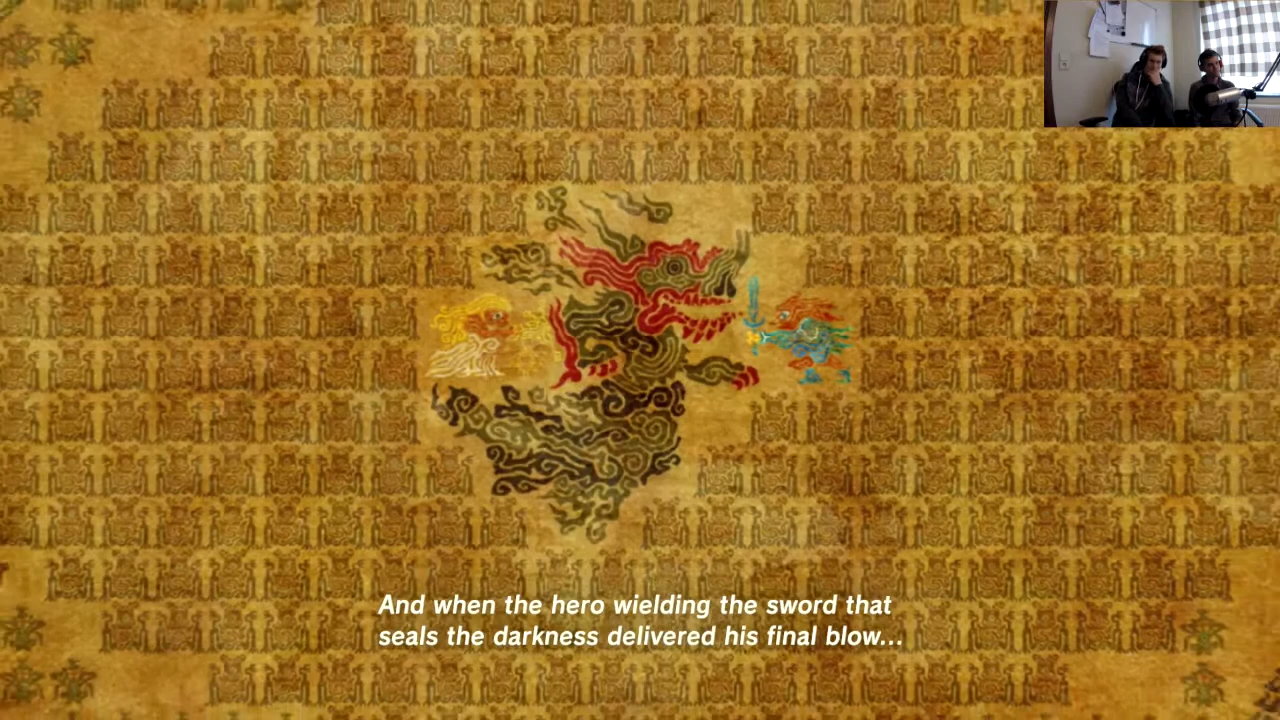 And when the hero wielding the sword that
seals the darkness delivered his final blow...